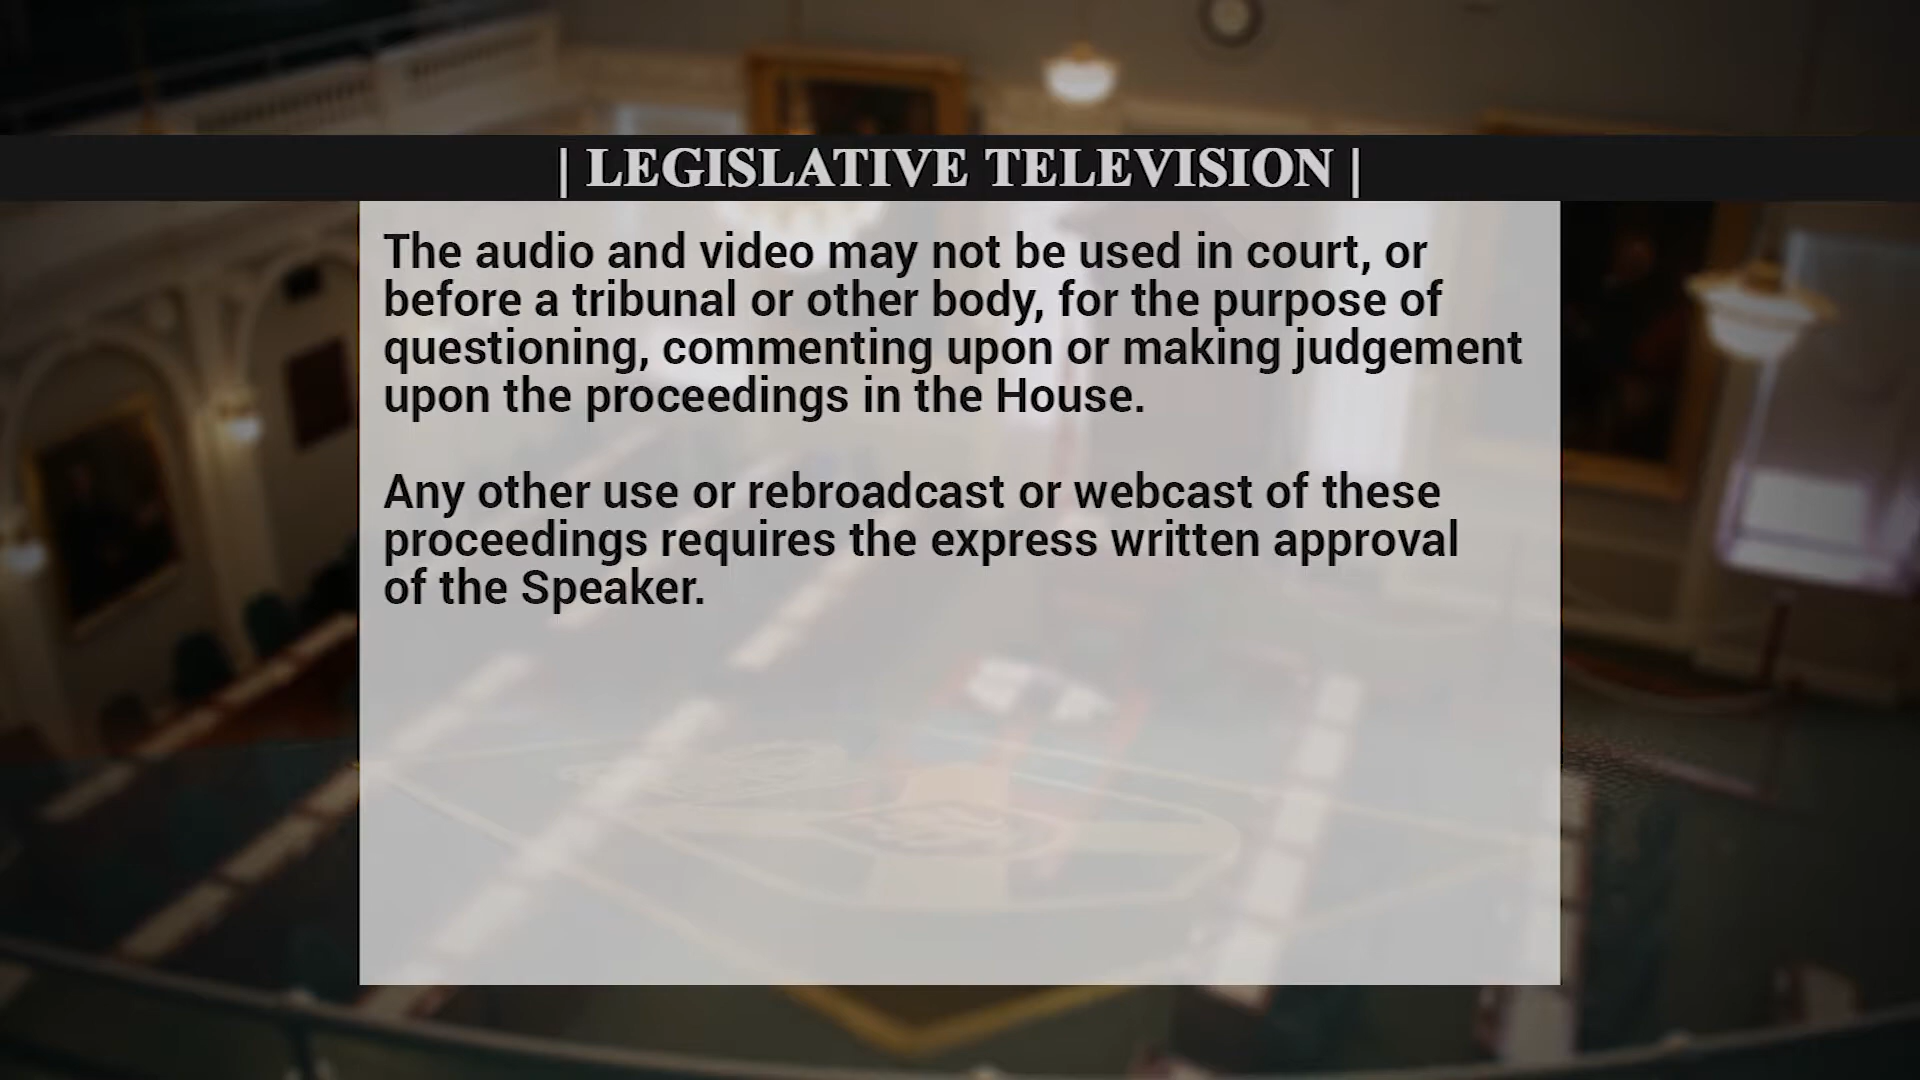 | LEGISLATIVE TELEVISION |
The audio and video may not be used in court, or
before a tribunal or other body, for the purpose of
questioning, commenting upon or making judgement
upon the proceedings in the House.
Any other use or rebroadcast or webcast of these
proceedings requires the express written approval
of the Speaker.